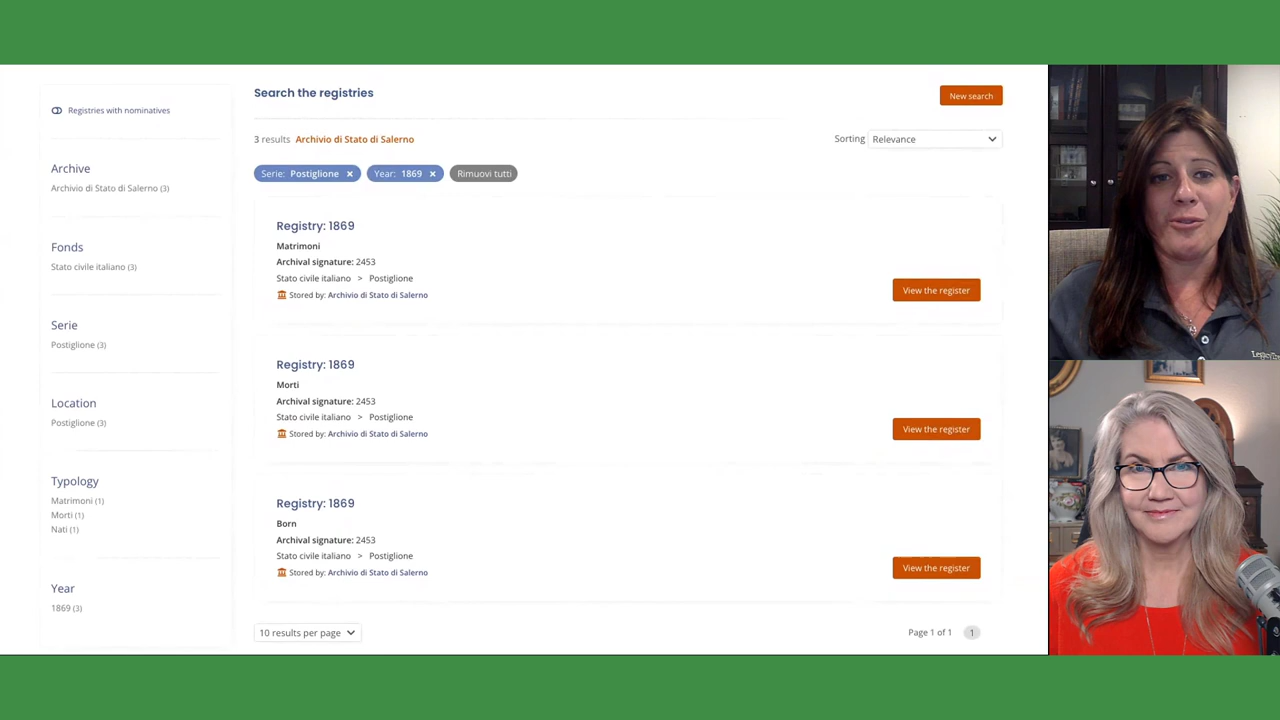 Registries with nominatives
Archive
Archivio di Stato di Salerno (3)
Fonds
Stato civile italiano (3)
Serie
Postiglione (3)
Location
Postiglione (3)
Typology
Matrimoni (1)
Morti (1)
Nati (1)
Year
1869 (3)
Search the registries
New search
3 results Archivio di Stato di Salerno
Sorting Relevance
Serie: Postiglione × Year: 1869 × Rimuovi tutti
Registry: 1869
Matrimoni
Archival signature: 2453
Stato civile italiano > Postiglione
Stored by: Archivio di Stato di Salerno
View the register
Registry: 1869
Morti
Archival signature: 2453
Stato civile italiano > Postiglione
Stored by: Archivio di Stato di Salerno
View the register
Registry: 1869
Born
Archival signature: 2453
Stato civile italiano > Postiglione
Stored by: Archivio di Stato di Salerno
View the register
10 results per page
Page 1 of 1 1